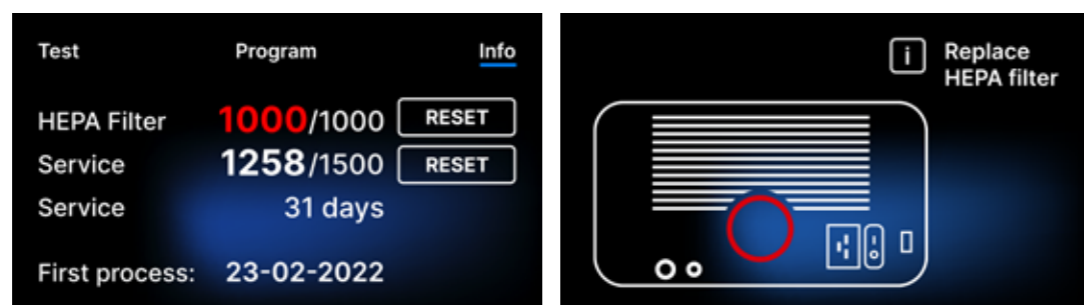 Test Program Info
HEPA Filter 1000/1000 RESET
Service 1258/1500 RESET
Service 31 days
First process: 23-02-2022
i Replace
HEPA filter